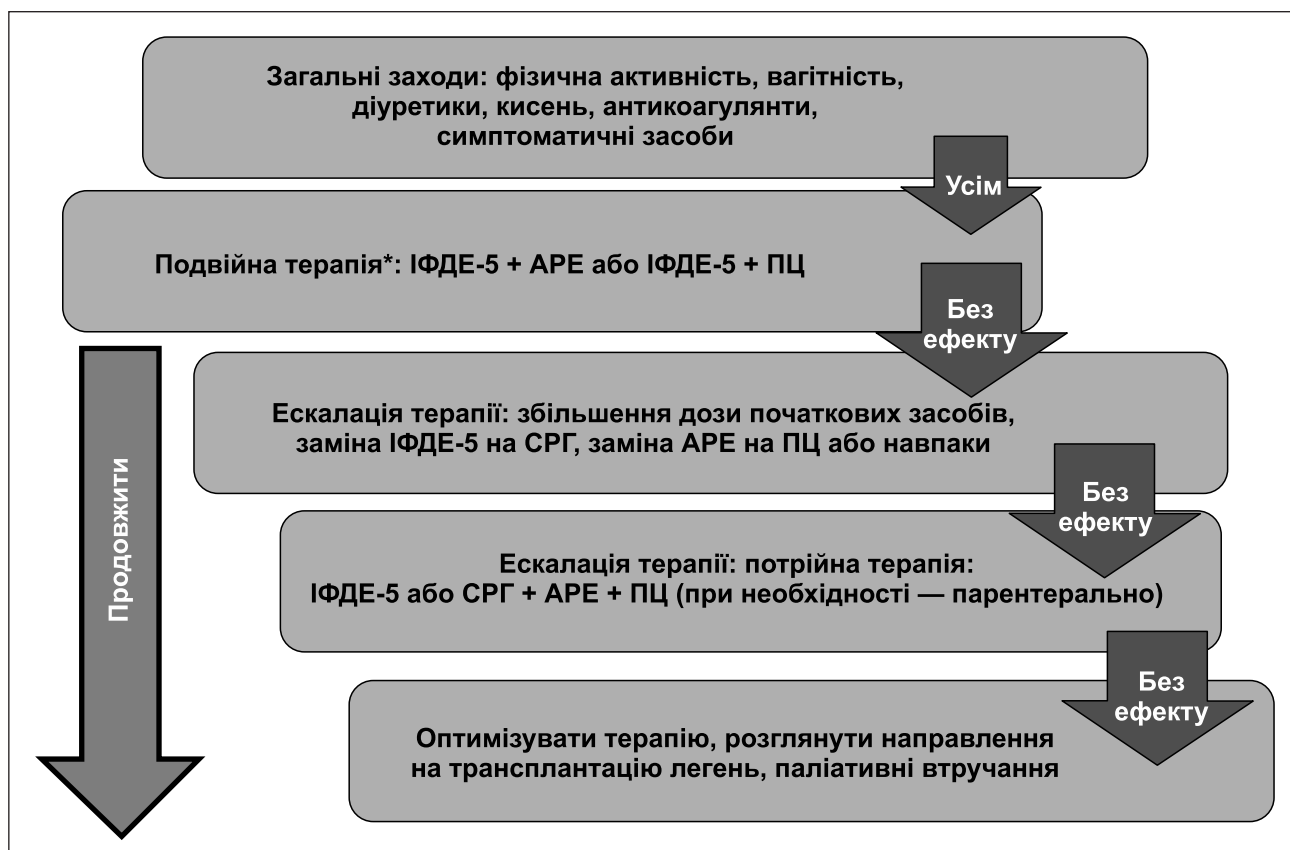 Загальні заходи: фізична активність, вагітність,
діуретики, кисень, антикоагулянти,
симптоматичні засоби
Усім
Подвійна терапія*: ІФДЕ-5 + АРЕ або ІФДЕ-5 + ПЦ
Без
ефекту
Ескалація терапії: збільшення дози початкових засобів,
заміна ІФДЕ-5 на СРГ, заміна АРЕ на ПЦ або навпаки
Без
ефекту
Продовжити
Ескалація терапії: потрійна терапія:
ІФДЕ-5 або СРГ + АРЕ + ПЦ (при необхідності — парентерально)
Без
ефекту
Оптимізувати терапію, розглянути направлення
на трансплантацію легень, паліативні втручання